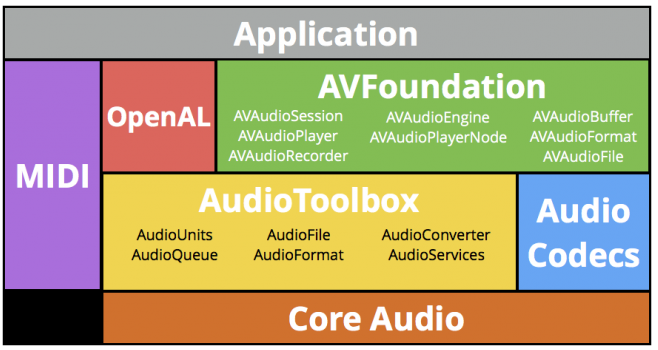 Application
MIDI
OpenAL
AVFoundation
AVAudioSession AVAudioEngine AVAudioBuffer
AVAudioPlayer AVAudioPlayerNode AVAudioFormat
AVAudioRecorder AVAudioFile
AudioToolbox
AudioUnits AudioFile AudioConverter
AudioQueue AudioFormat AudioServices
Audio
Codecs
Core Audio